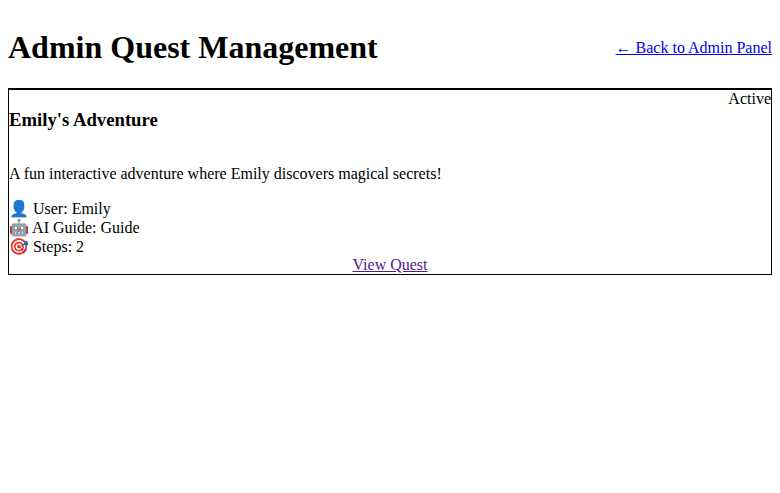 Admin Quest Management
← Back to Admin Panel
Active
Emily's Adventure
A fun interactive adventure where Emily discovers magical secrets!
👤 User: Emily
🤖 AI Guide: Guide
🎯 Steps: 2
View Quest